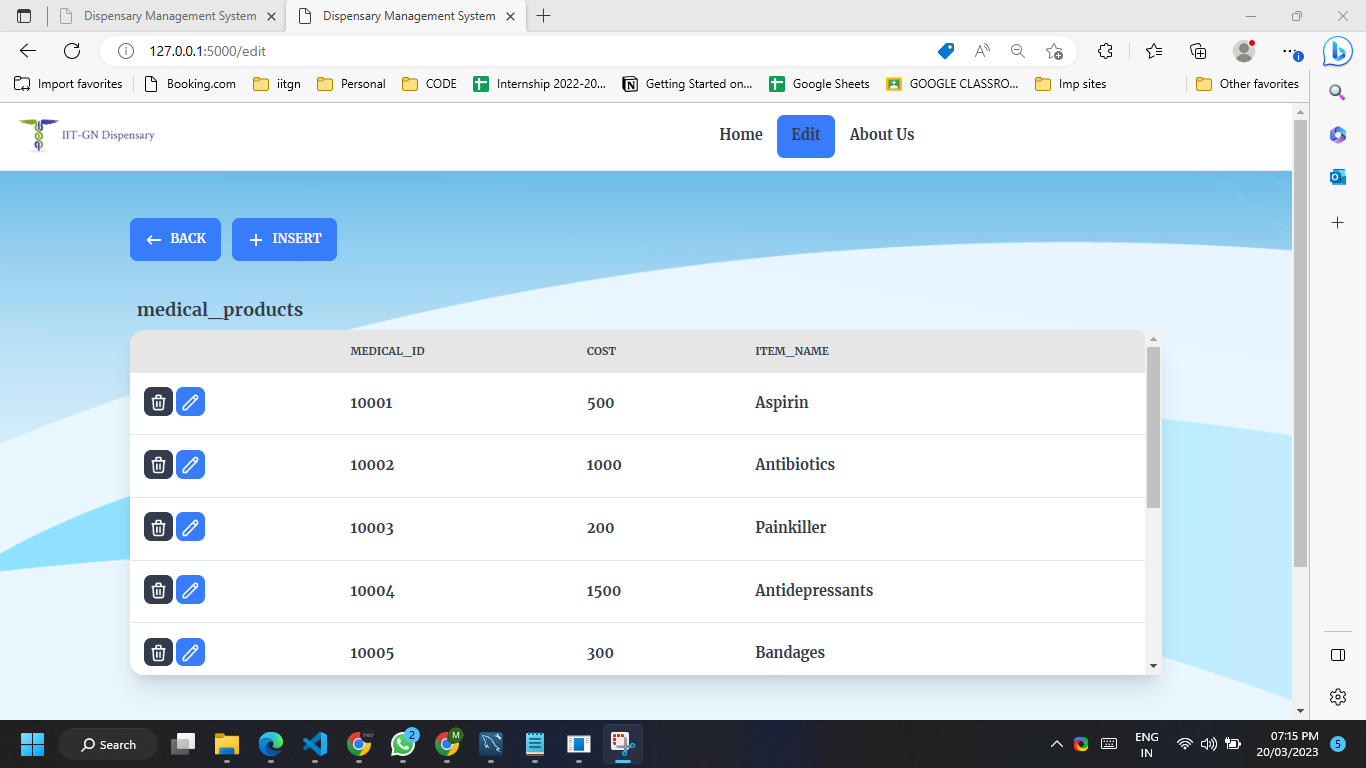 Dispensary Management System
Dispensary Management System
127.0.0.1:5000/edit
Import favorites
Booking.com
iitgn
Personal
CODE
Internship 2022-20...
Getting Started on...
Google Sheets
GOOGLE CLASSRO...
Imp sites
Other favorites
IIT-GN Dispensary
Home
Edit
About Us
BACK
INSERT
medical_products
MEDICAL_ID COST ITEM_NAME
10001 500 Aspirin
10002 1000 Antibiotics
10003 200 Painkiller
10004 1500 Antidepressants
10005 300 Bandages
Search
2
M
ENG
IN
07:15 PM
20/03/2023
5